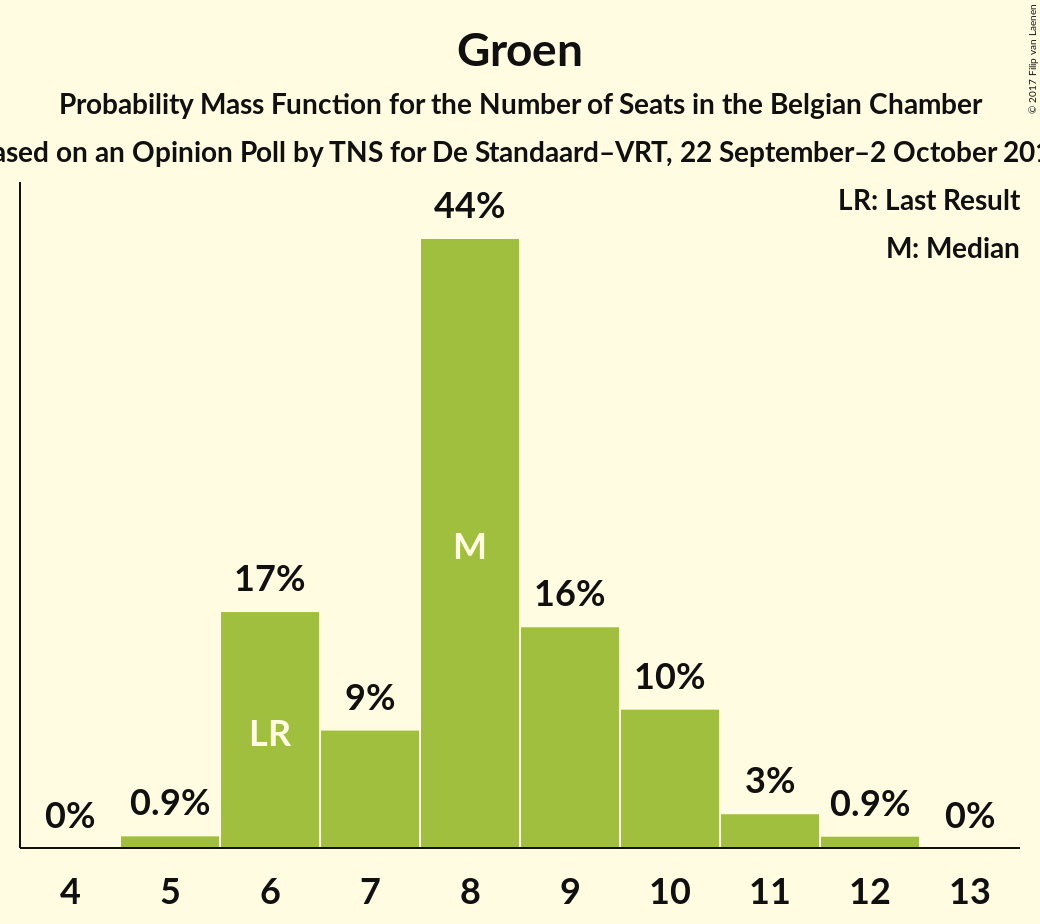 Groen
Probability Mass Function for the Number of Seats in the Belgian Chamber
on an Opinion Poll by TNS for De Standaard–VRT, 22 September–2 October
LR: Last Result
M: Median
© 2017 Filip van Laenen
44%
17%
16%
10%
9%
3%
0.9%
0.9%
0%
0%
M
LR
4 5 6 7 8 9 10 11 12 13